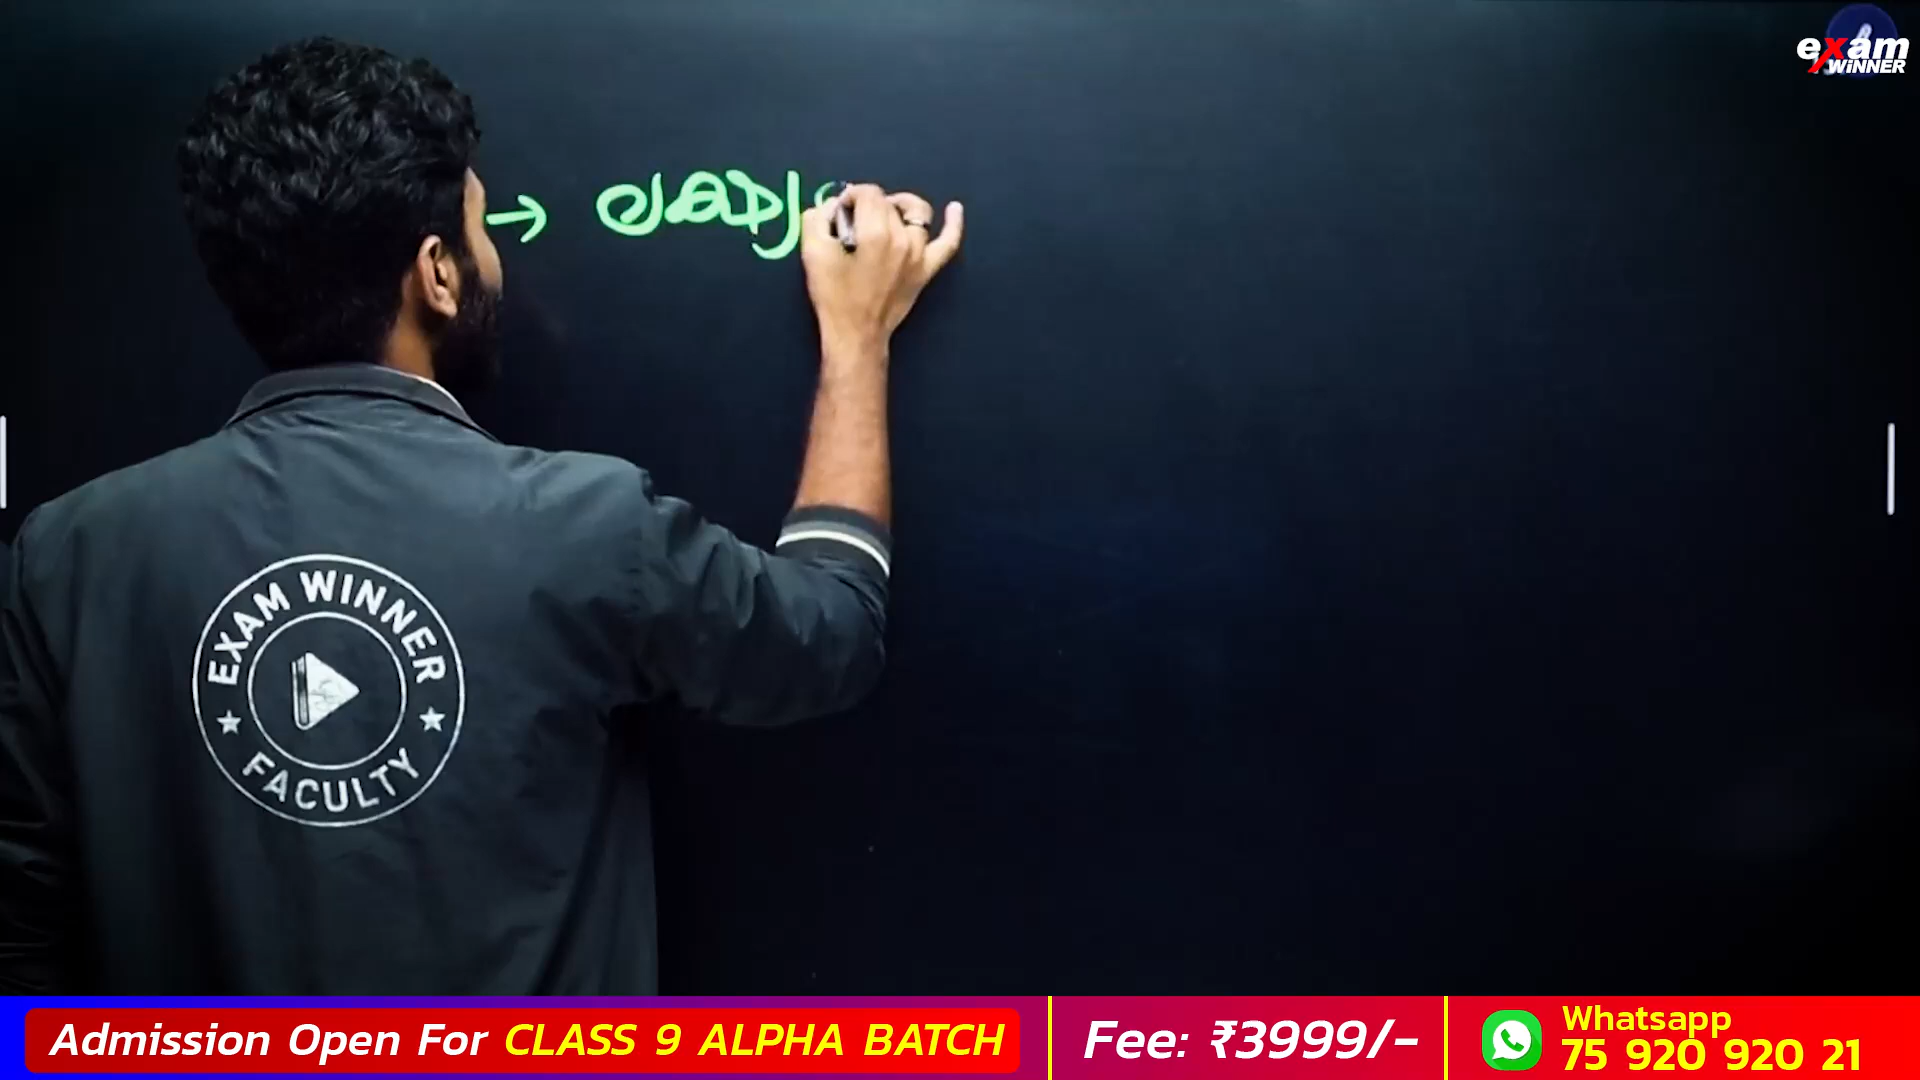 exam
WiNNER
→ ലക്ഷ്യ
EXAM WINNER
FACULTY
Admission Open For CLASS 9 ALPHA BATCH
Fee: ₹3999/-
Whatsapp
75 920 920 21